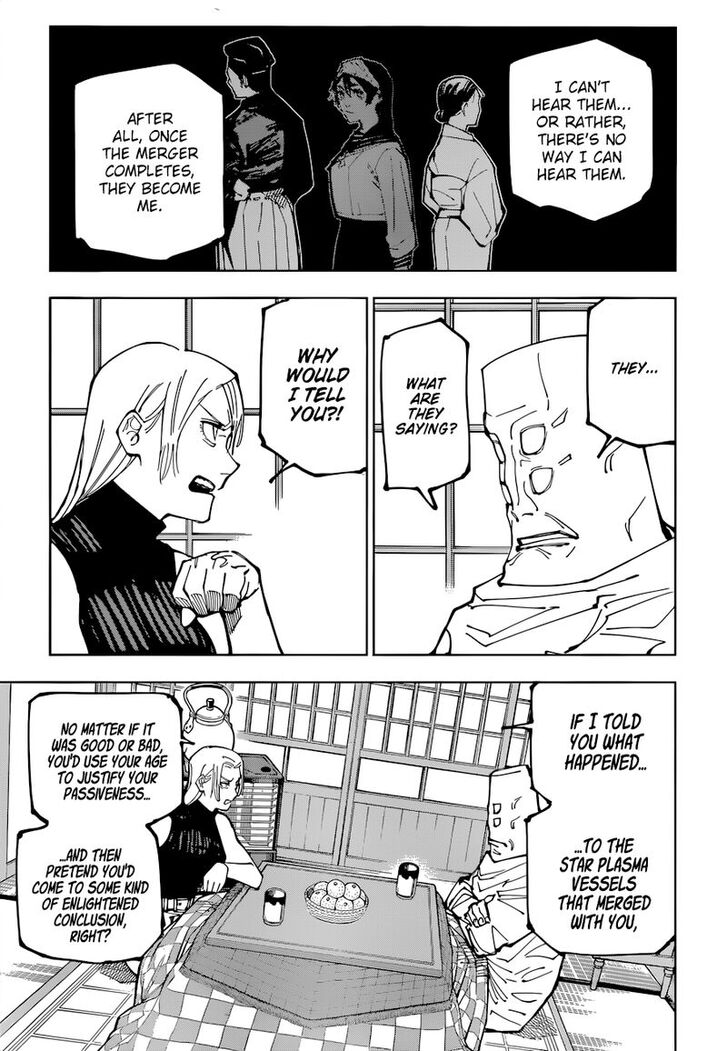 I CAN'T
HEAR THEM...
OR RATHER,
THERE'S NO
WAY I CAN
HEAR THEM.
AFTER
ALL, ONCE
THE MERGER
COMPLETES,
THEY BECOME
ME.
THEY...
WHAT
ARE
THEY
SAYING?
WHY
WOULD
I TELL
YOU?!
IF I TOLD
YOU WHAT
HAPPENED...
...TO THE
STAR PLASMA
VESSELS
THAT MERGED
WITH YOU,
NO MATTER IF IT
WAS GOOD OR BAD,
YOU'D USE YOUR AGE
TO JUSTIFY YOUR
PASSIVENESS...
...AND THEN
PRETEND YOU'D
COME TO SOME KIND
OF ENLIGHTENED
CONCLUSION,
RIGHT?